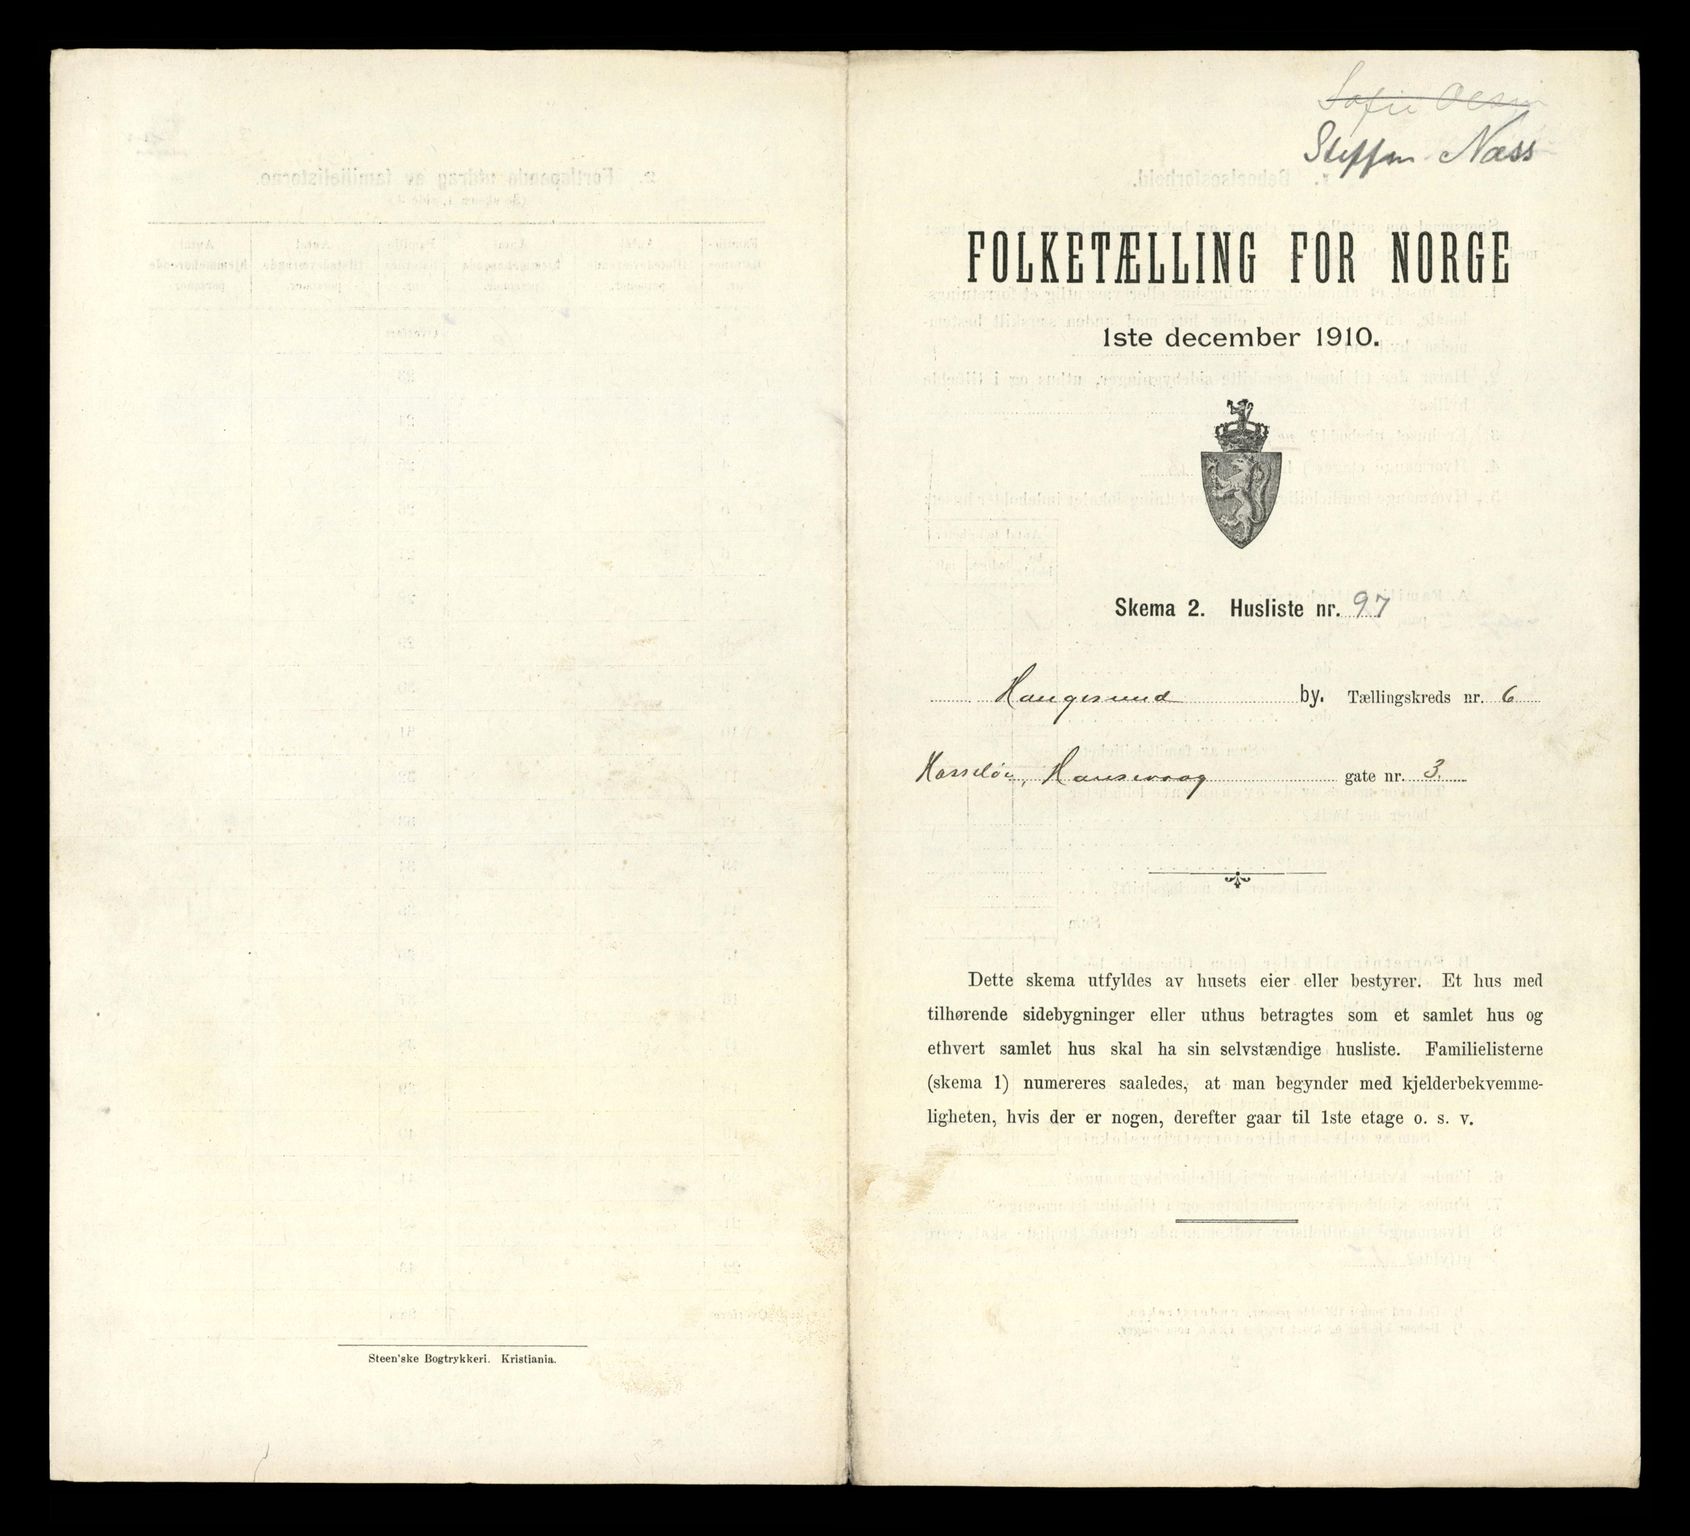 Sofie Olsen
Steffen Næss
FOLKETÆLLING FOR NORGE
1ste december 1910.
Skema 2. Husliste nr. 97
Haugesund by. Tællingskreds nr. 6
Hasseløe, Hansevaag gate nr. 3.
Dette skema utfyldes av husets eier eller bestyrer. Et hus med
tilhørende sidebygninger eller uthus betragtes som et samlet hus og
ethvert samlet hus skal ha sin selvstændige husliste. Familielisterne
(skema 1) numereres saaledes, at man begynder med kjelderbekvemme-
ligheten, hvis der er nogen, derefter gaar til 1ste etage o. s. v.
Steen'ske Bogtrykkeri. Kristiania.